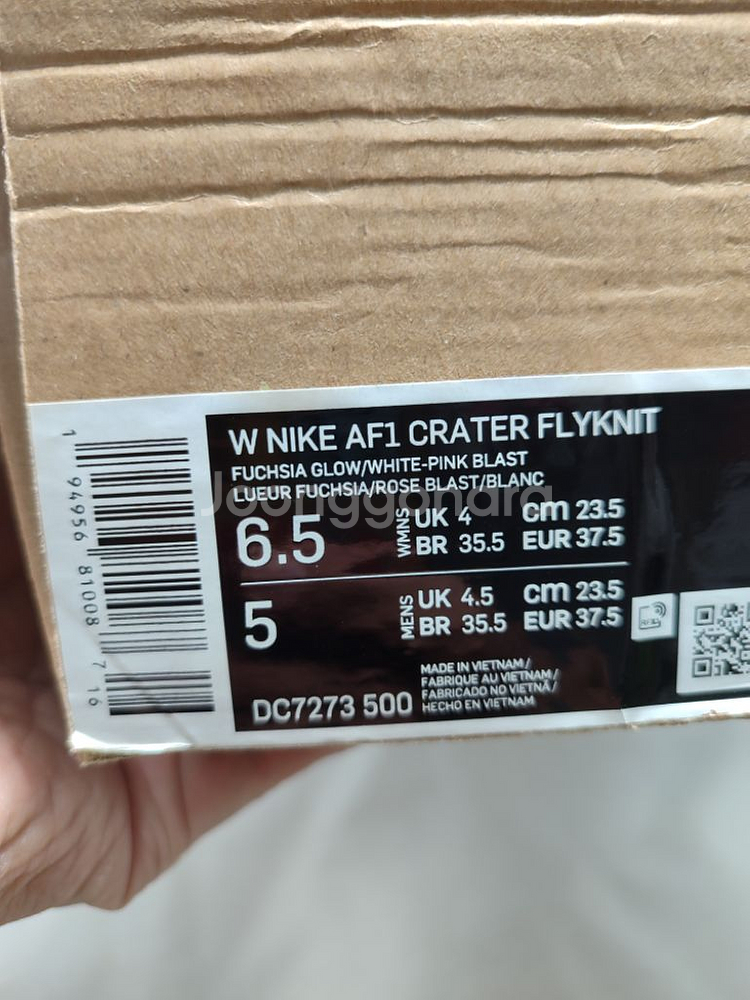 W NIKE AF1 CRATER FLYKNIT
FUCHSIA GLOW/WHITE-PINK BLAST
LUEUR FUCHSIA/ROSE BLAST/BLANC
Joonggonara
6.5 WMNS UK 4 cm 23.5
BR 35.5 EUR 37.5
5 MENS UK 4.5 cm 23.5
BR 35.5 EUR 37.5
MADE IN VIETNAM/
FABRIQUE AU VIETNAM/
FABRICADO NO VIETNÃ/
HECHO EN VIETNAM
DC7273 500
1 94956 81008 7 16